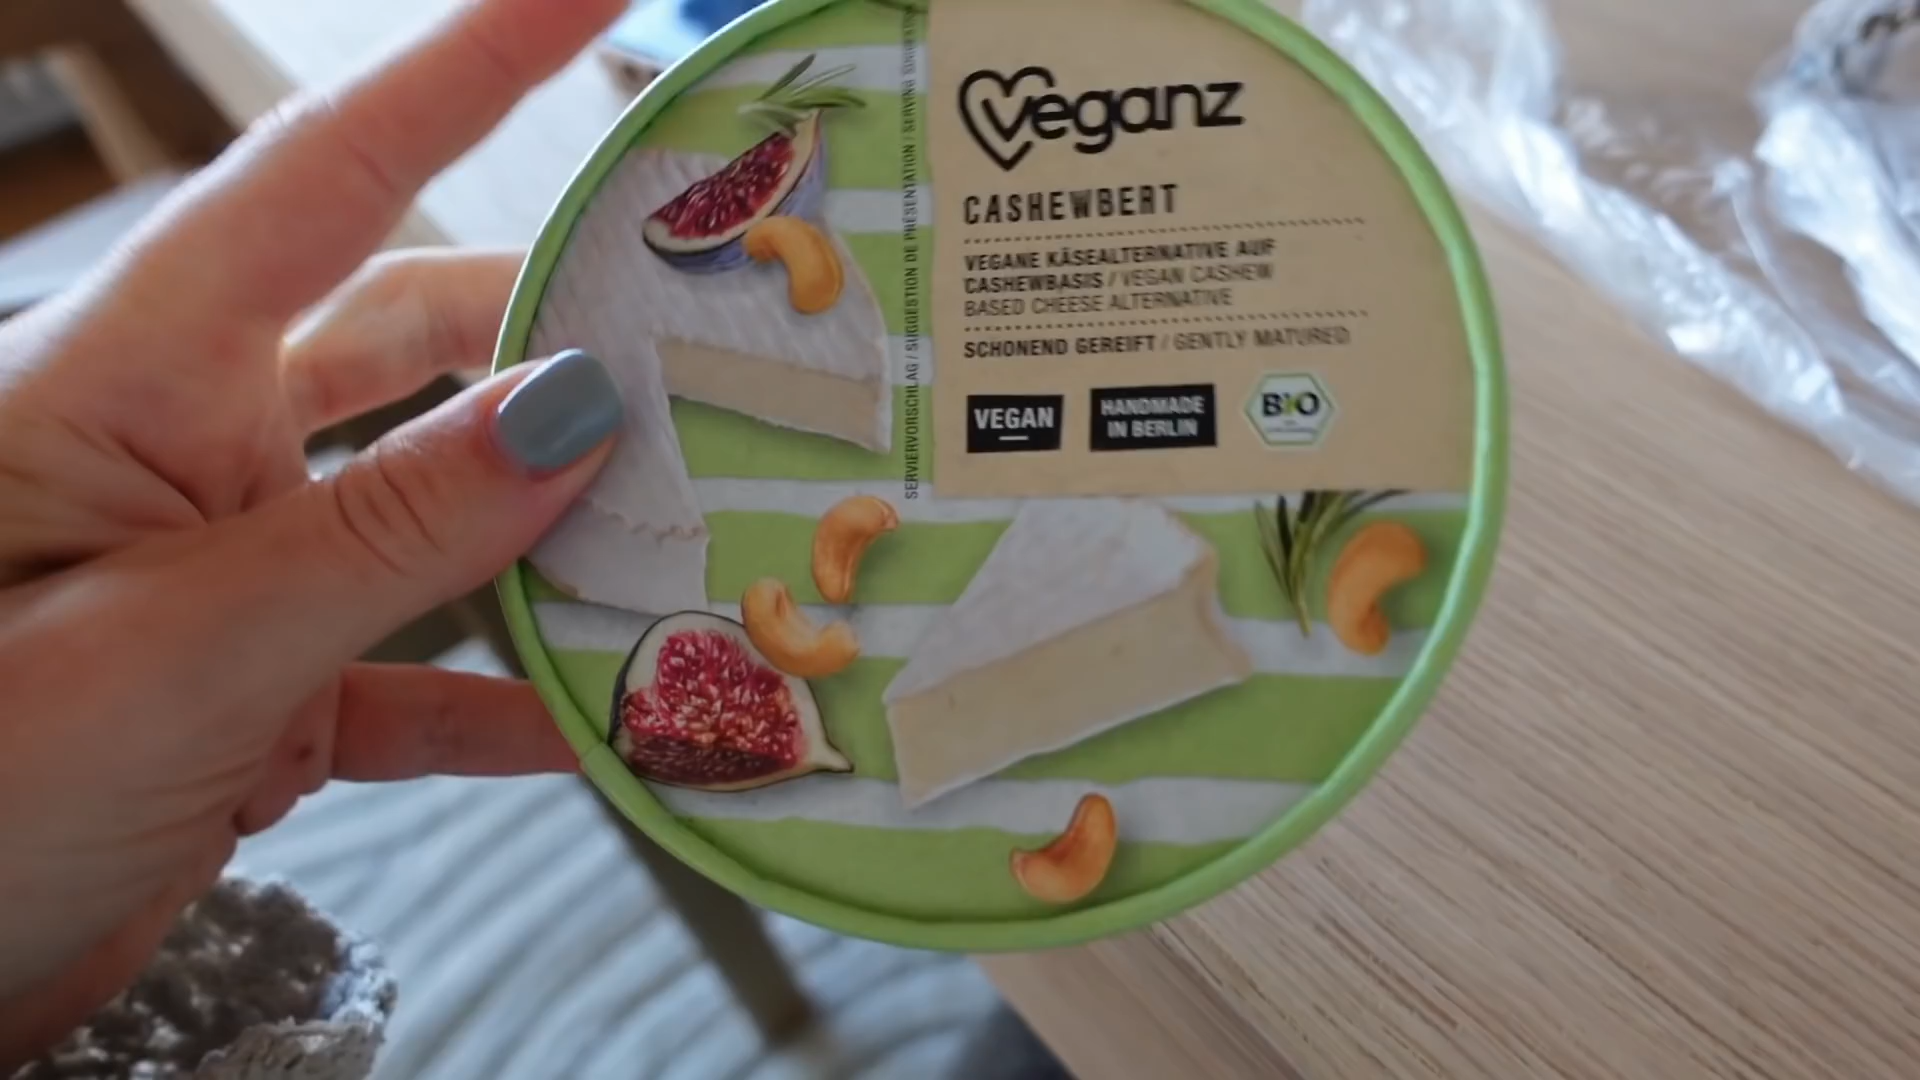 veganz
CASHEWBERT
VEGANE KÄSEALTERNATIVE AUF
CASHEWBASIS / VEGAN CASHEW
BASED CHEESE ALTERNATIVE
SCHONEND GEREIFT / GENTLY MATURED
VEGAN
HANDMADE
IN BERLIN
BIO
SERVIERVORSCHLAG / SUGGESTION DE PRÉSENTATION / SERVING